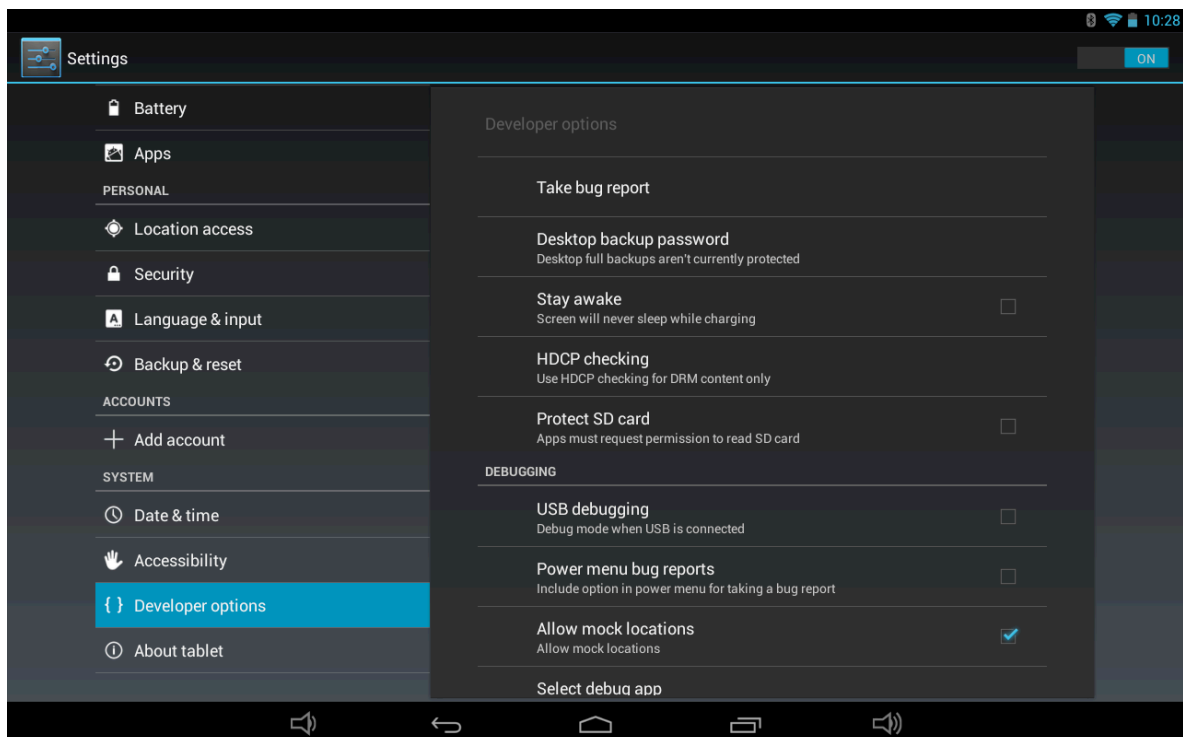 10:28
Settings
ON
Battery
Apps
PERSONAL
Location access
Security
Language & input
Backup & reset
ACCOUNTS
Add account
SYSTEM
Date & time
Accessibility
{ } Developer options
About tablet
Developer options
Take bug report
Desktop backup password
Desktop full backups aren't currently protected
Stay awake
Screen will never sleep while charging
HDCP checking
Use HDCP checking for DRM content only
Protect SD card
Apps must request permission to read SD card
DEBUGGING
USB debugging
Debug mode when USB is connected
Power menu bug reports
Include option in power menu for taking a bug report
Allow mock locations
Allow mock locations
Select debug app